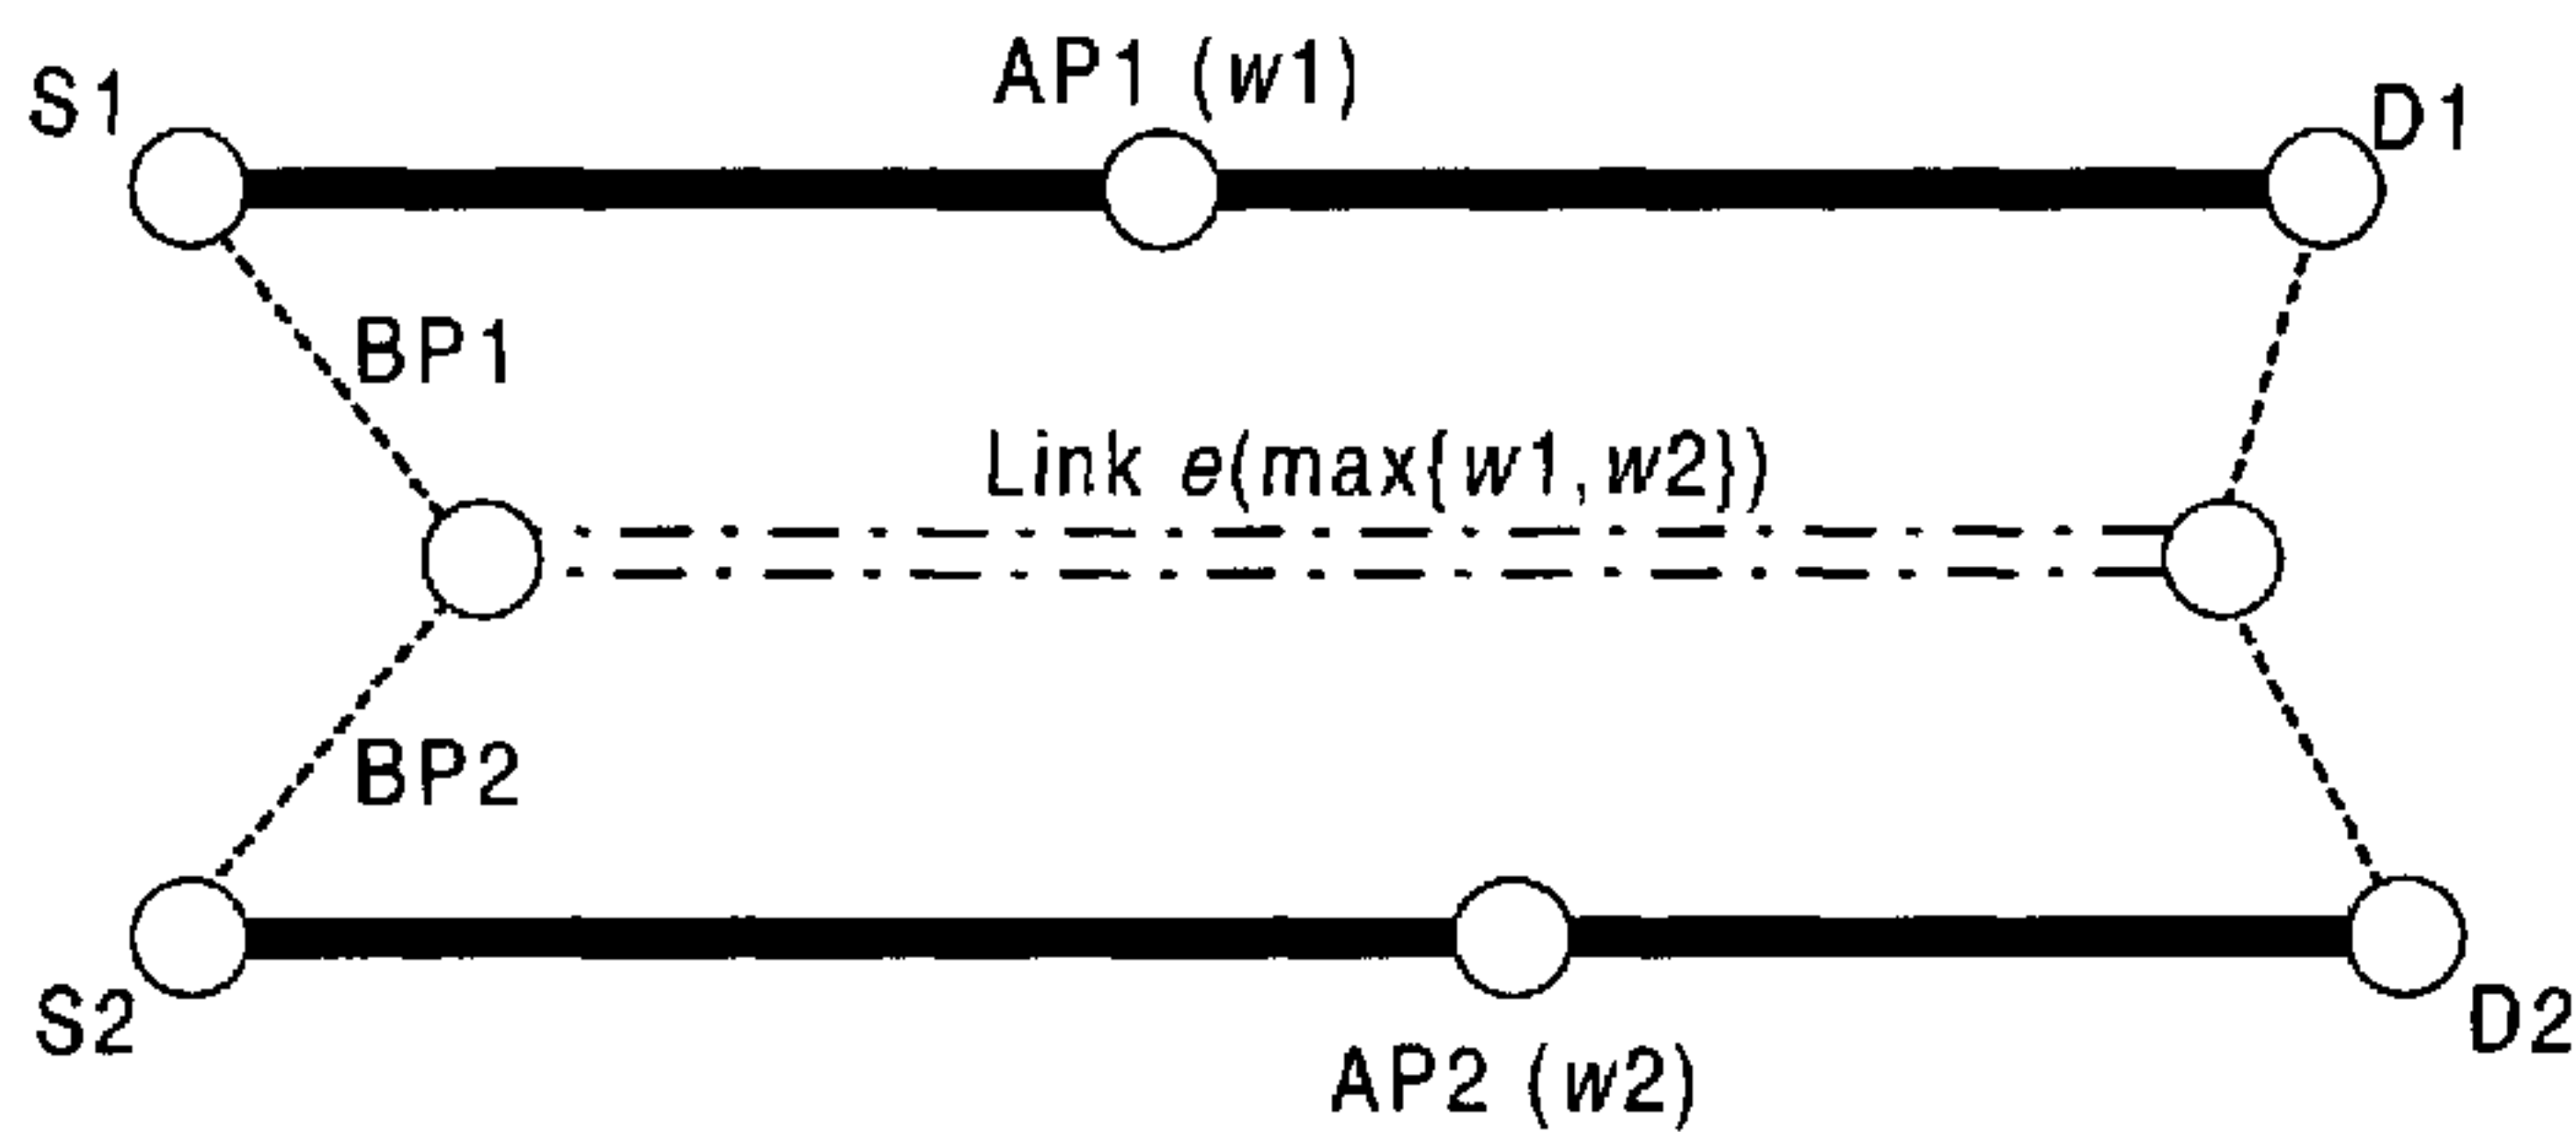 S1
AP1 (w1)
D1
BP1
Link e(max{w1,w2})
BP2
S2
AP2 (w2)
D2